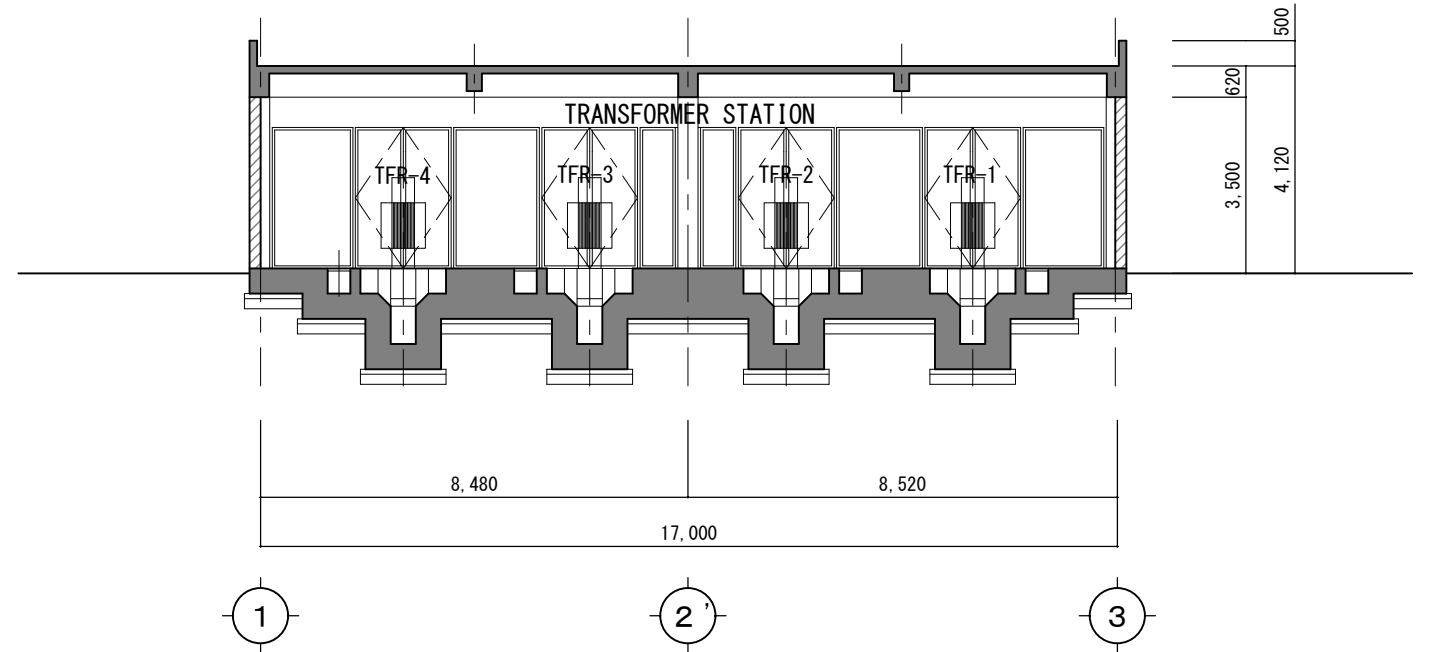 500
620
TRANSFORMER STATION
TFR-4
TFR-3
TFR-2
TFR-1
3,500
4,120
8,480
8,520
17,000
1
2'
3